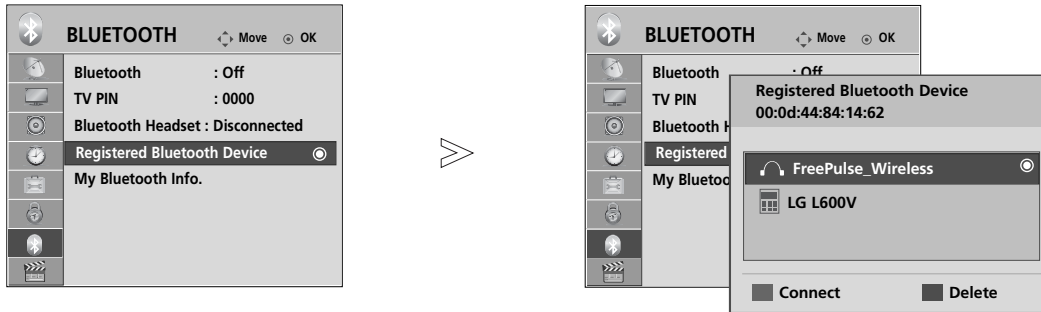 BLUETOOTH Move OK
Bluetooth : Off
TV PIN : 0000
Bluetooth Headset : Disconnected
Registered Bluetooth Device
My Bluetooth Info.
BLUETOOTH Move OK
Bluetooth : Off
TV PIN
Bluetooth H
Registered
My Bluetoo
Registered Bluetooth Device
00:0d:44:84:14:62
FreePulse_Wireless
LG L600V
Connect Delete